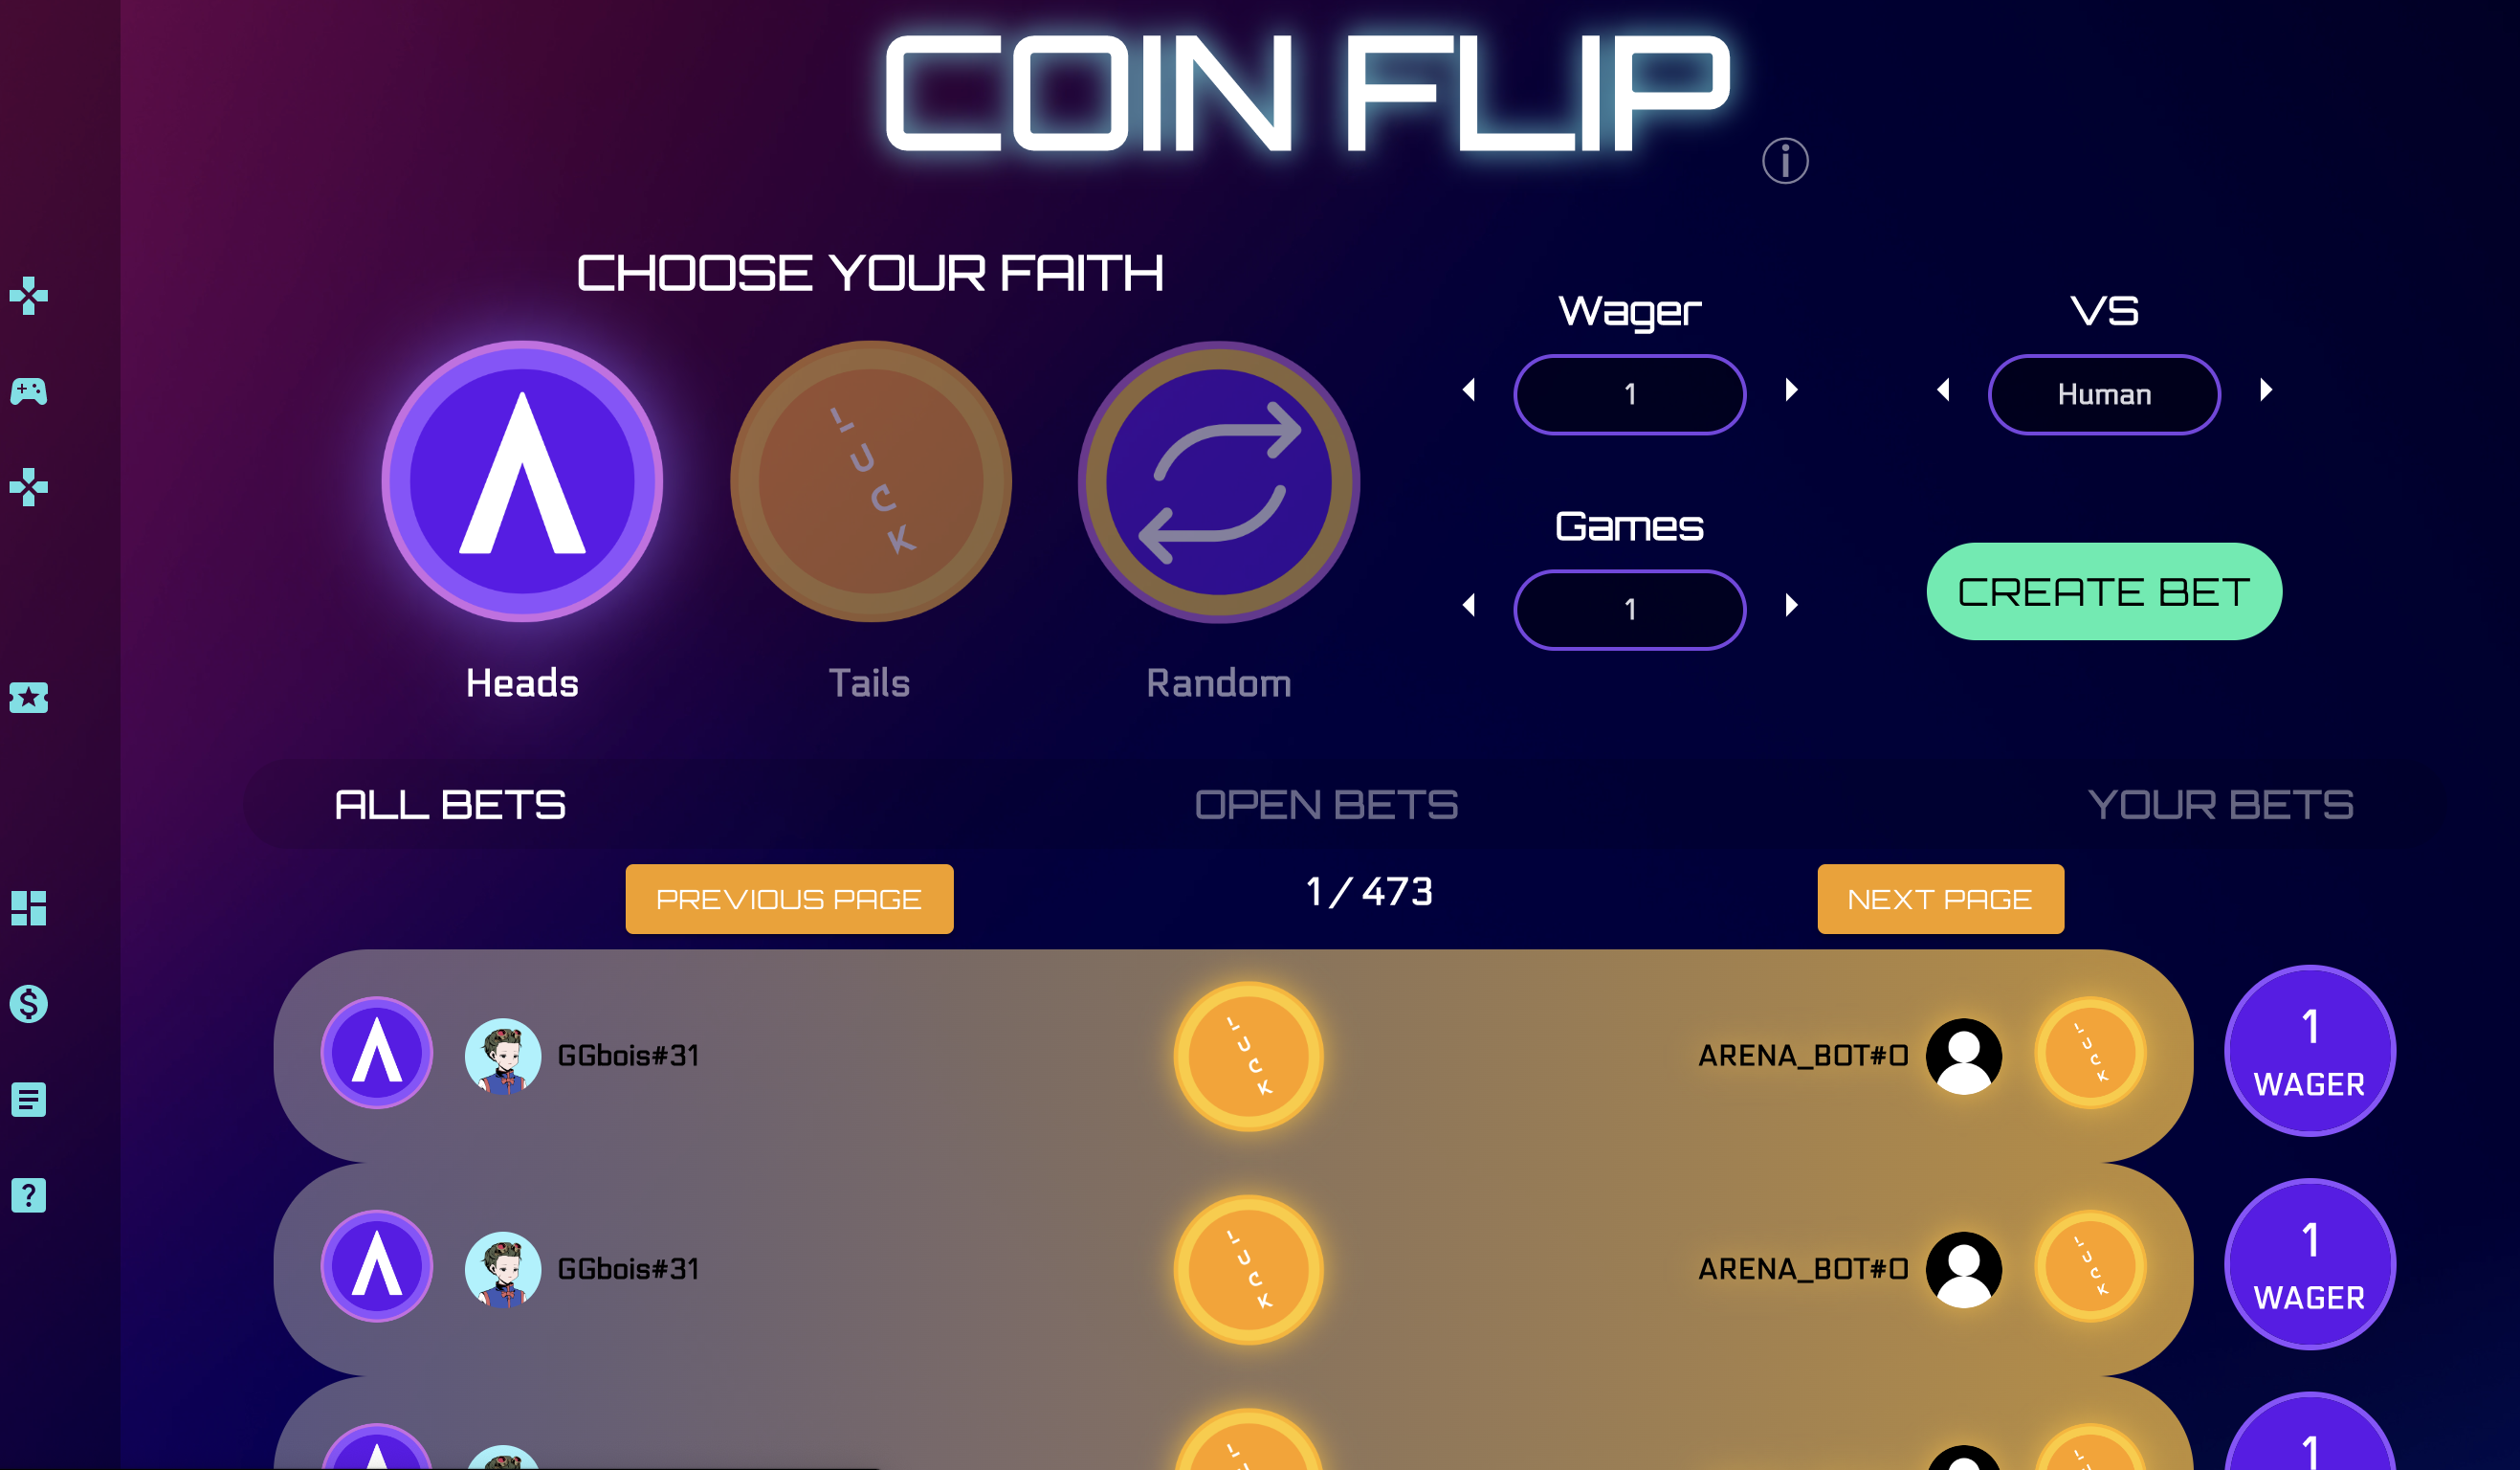 COIN FLIP
i
CHOOSE YOUR FAITH
Wager
VS
1
Human
LUCK
Games
1
CREATE BET
Heads
Tails
Random
ALL BETS
OPEN BETS
YOUR BETS
PREVIOUS PAGE
1 / 473
NEXT PAGE
GGbois#31
LUCK
ARENA_BOT#0
LUCK
1
WAGER
GGbois#31
LUCK
ARENA_BOT#0
LUCK
1
WAGER
1